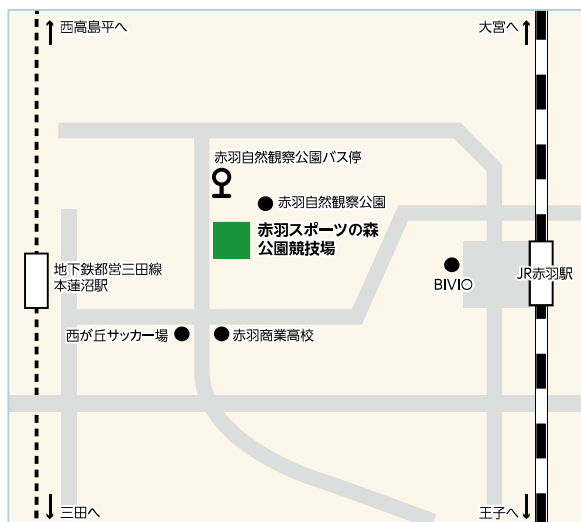 西高島平へ
大宮へ
赤羽自然観察公園バス停
赤羽自然観察公園
赤羽スポーツの森
公園競技場
地下鉄都営三田線
本蓮沼駅
JR赤羽駅
BIVIO
西が丘サッカー場
赤羽商業高校
三田へ
王子へ